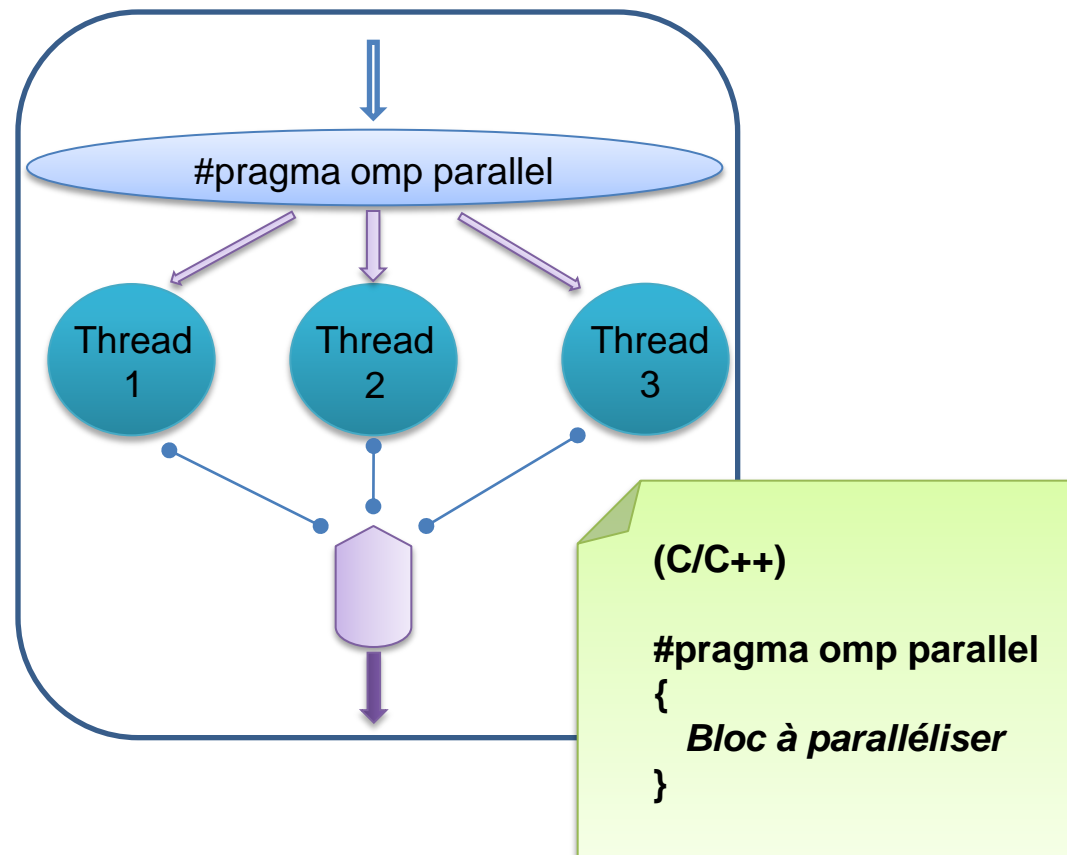 #pragma omp parallel
Thread
1
Thread
2
Thread
3
(C/C++)
#pragma omp parallel
{
Bloc à paralléliser
}